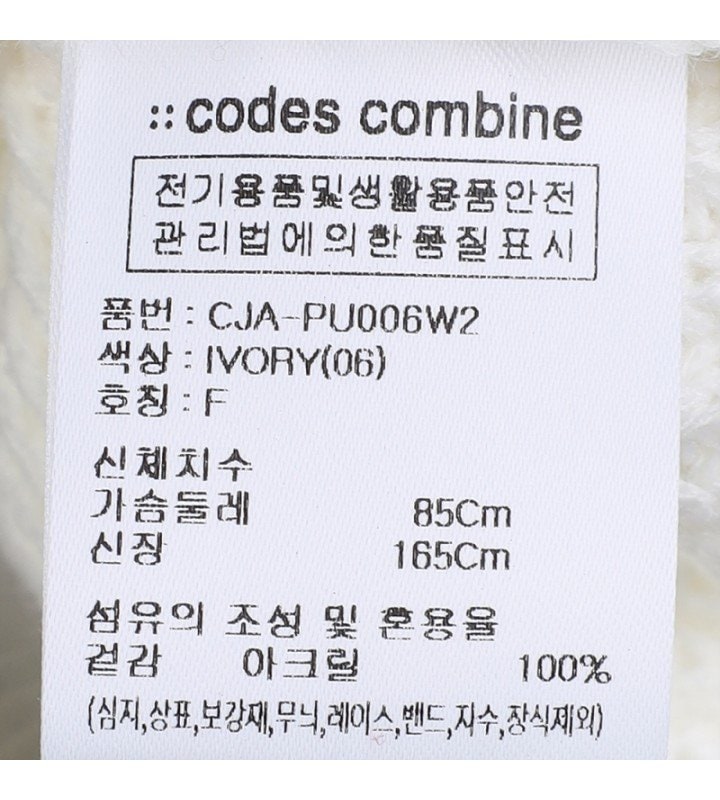 :: codes combine
전기용품및생활용품안전
관리법에의한품질표시
품번 : CJA-PU006W2
색상 : IVORY(06)
호칭 : F
신체치수
가슴둘레 85Cm
신장 165Cm
섬유의 조성 및 혼용율
겉감 아크릴 100%
(심지,상표,보강재,무늬,레이스,밴드,자수,장식제외)